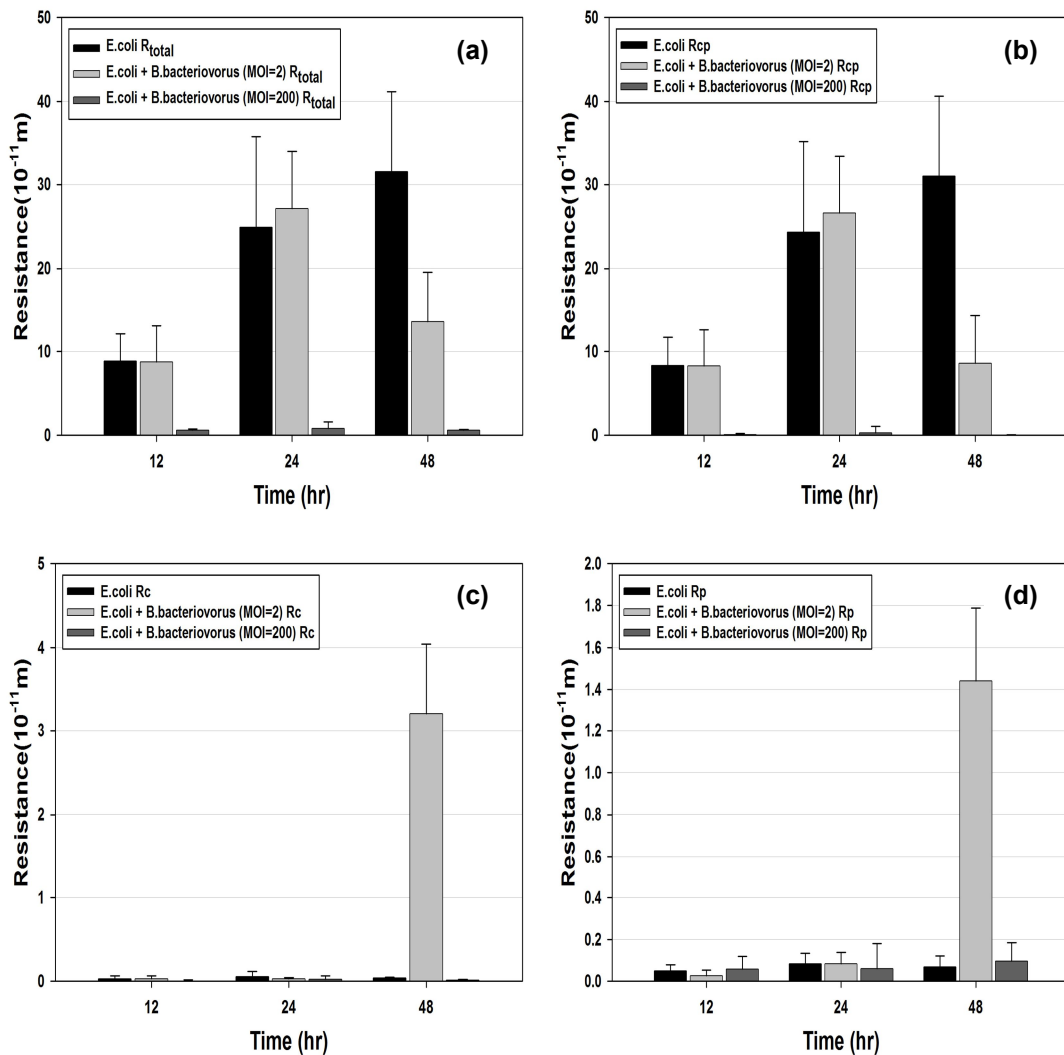 (a)
E.coli R_total
E.coli + B.bacteriovorus (MOI=2) R_total
E.coli + B.bacteriovorus (MOI=200) R_total
Resistance(10^-11m)
50
40
30
20
10
0
12 24 48
Time (hr)
(b)
E.coli Rcp
E.coli + B.bacteriovorus (MOI=2) Rcp
E.coli + B.bacteriovorus (MOI=200) Rcp
Resistance(10^-11m)
50
40
30
20
10
0
12 24 48
Time (hr)
(c)
E.coli Rc
E.coli + B.bacteriovorus (MOI=2) Rc
E.coli + B.bacteriovorus (MOI=200) Rc
Resistance(10^-11m)
5
4
3
2
1
0
12 24 48
Time (hr)
(d)
E.coli Rp
E.coli + B.bacteriovorus (MOI=2) Rp
E.coli + B.bacteriovorus (MOI=200) Rp
Resistance(10^-11m)
2.0
1.8
1.6
1.4
1.2
1.0
0.8
0.6
0.4
0.2
0.0
12 24 48
Time (hr)